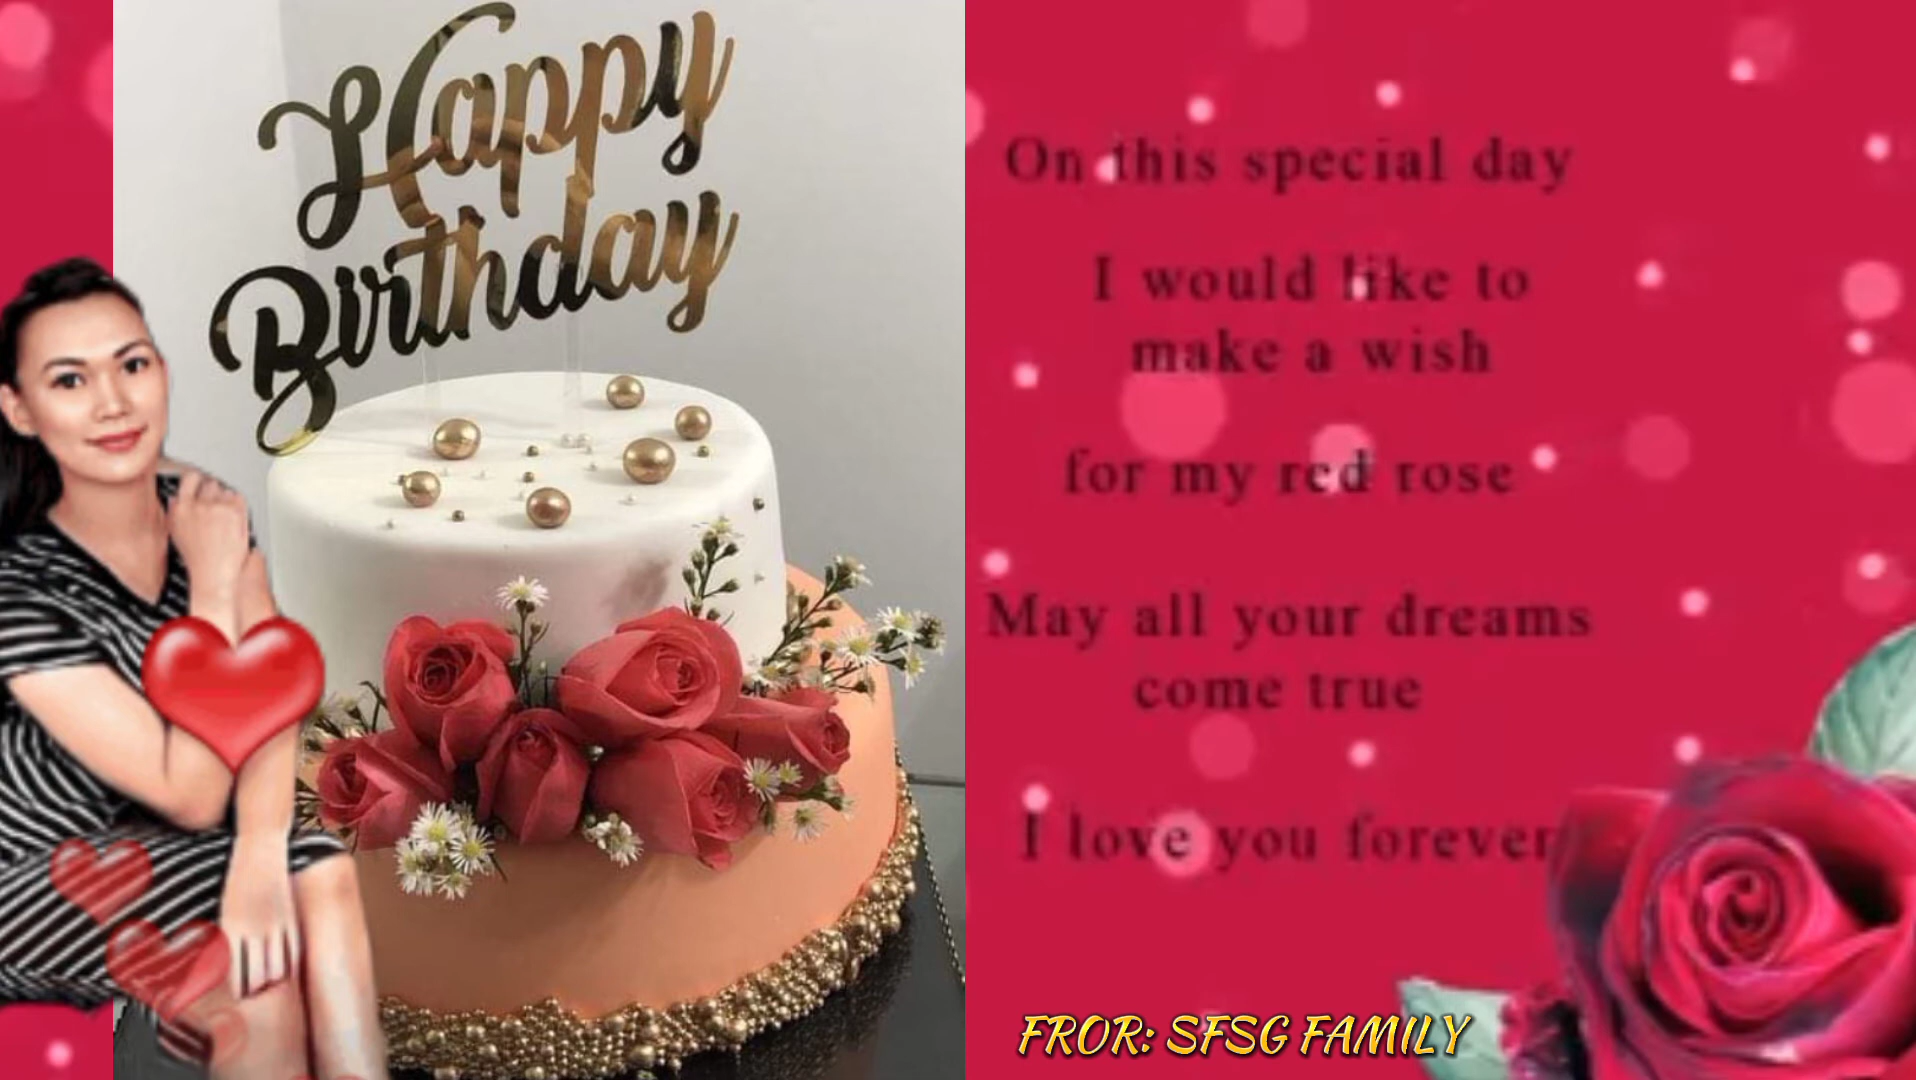 Happy
Birthday
On this special day
I would like to
make a wish
for my red rose
May all your dreams
come true
I love you forever
FROR: SFSG FAMILY